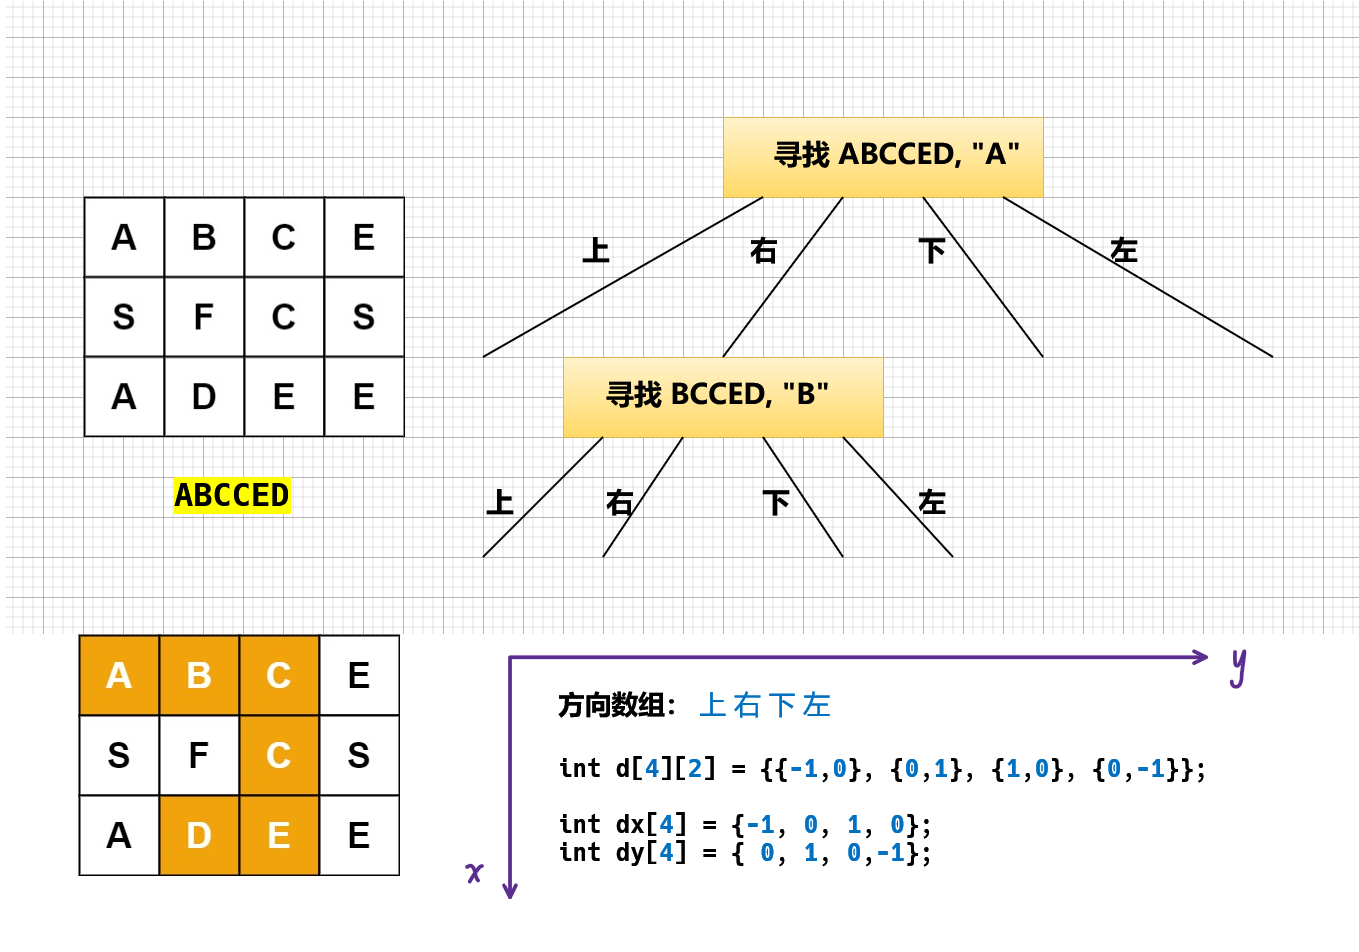 寻找 ABCCED, "A"
A B C E
上 右 下 左
S F C S
A D E E
寻找 BCCED, "B"
ABCCED
上 右 下 左
A B C E
S F C S
A D E E
y
方向数组： 上 右 下 左
int d[4][2] = {{-1,0}, {0,1}, {1,0}, {0,-1}};
int dx[4] = {-1, 0, 1, 0};
int dy[4] = { 0, 1, 0,-1};
x